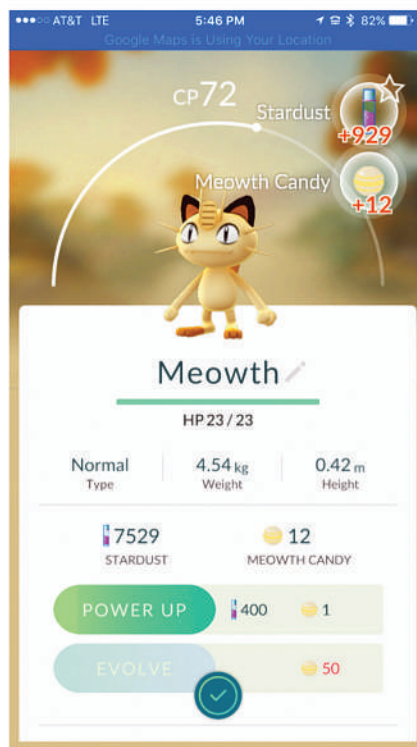 AT&T LTE 5:46 PM 82%
Google Maps is Using Your Location
CP72
Stardust
+929
Meowth Candy
+12
Meowth
HP 23 / 23
Normal 4.54 kg 0.42 m
Type Weight Height
7529 12
STARDUST MEOWTH CANDY
POWER UP 400 1
EVOLVE 50